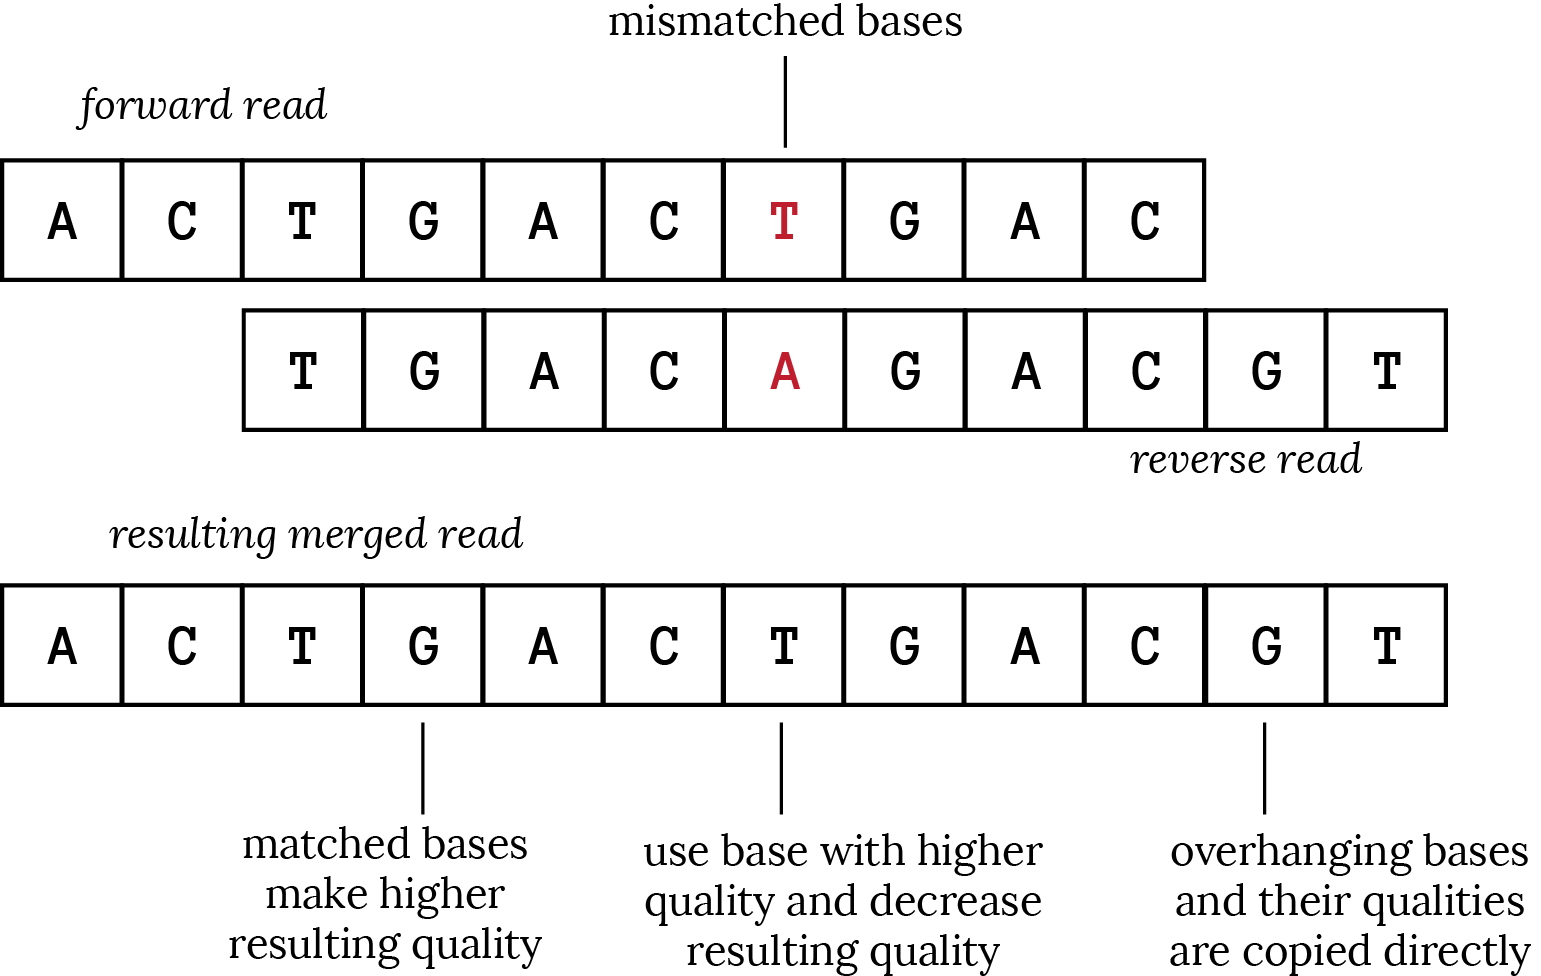 mismatched bases
forward read
A C T G A C T G A C
T G A C A G A C G T
reverse read
resulting merged read
A C T G A C T G A C G T
matched bases
make higher
resulting quality
use base with higher
quality and decrease
resulting quality
overhanging bases
and their qualities
are copied directly